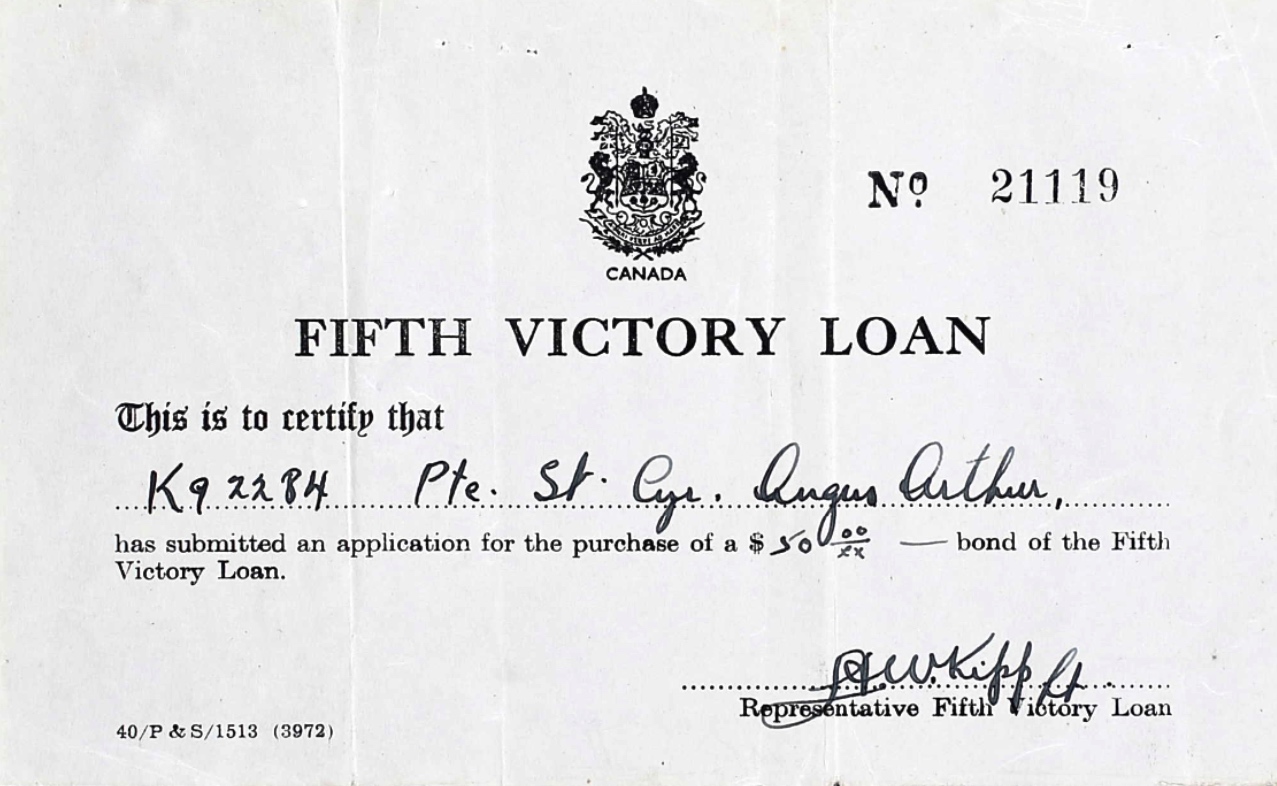 Nº 21119
CANADA
FIFTH VICTORY LOAN
This is to certify that
K92284 Pte. St. Cyr. Angus Arthur,
has submitted an application for the purchase of a $50 00/xx — bond of the Fifth
Victory Loan.
A.W. Kipp Lt.
Representative Fifth Victory Loan
40/P & S/1513 (3972)